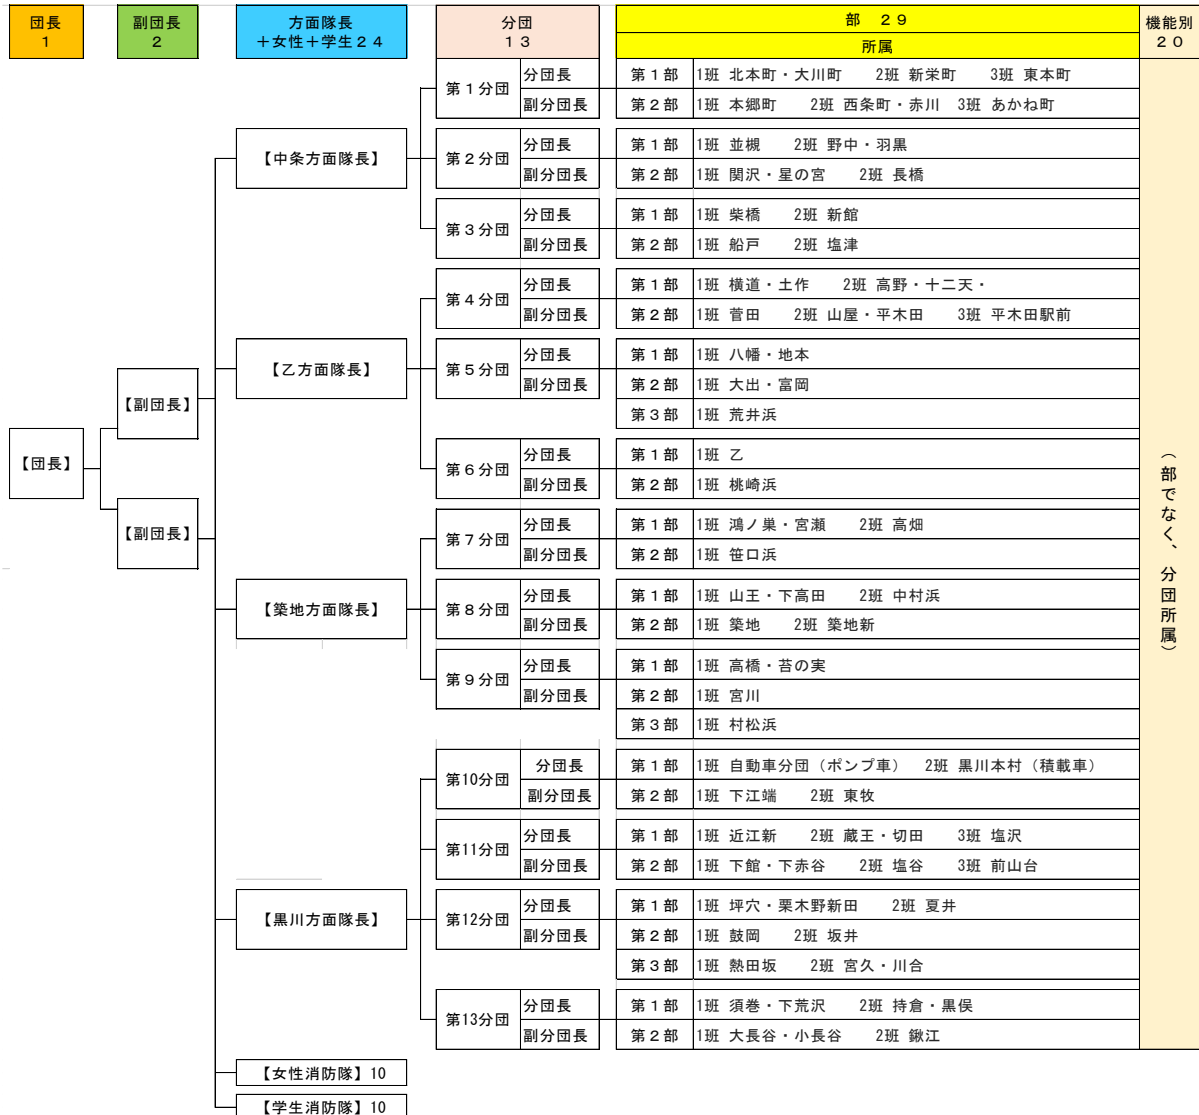 団長
1
副団長
2
方面隊長
＋女性＋学生２４
分団
１３
部　２９
所属
機能別
２０
【団長】
【副団長】
【副団長】
【中条方面隊長】
第１分団
分団長
副分団長
第１部 1班 北本町・大川町　2班 新栄町　3班 東本町
第２部 1班 本郷町　2班 西条町・赤川　3班 あかね町
第２分団
分団長
副分団長
第１部 1班 並槻　2班 野中・羽黒
第２部 1班 関沢・星の宮　2班 長橋
第３分団
分団長
副分団長
第１部 1班 柴橋　2班 新館
第２部 1班 船戸　2班 塩津
【乙方面隊長】
第４分団
分団長
副分団長
第１部 1班 横道・土作　2班 高野・十二天・
第２部 1班 菅田　2班 山屋・平木田　3班 平木田駅前
第５分団
分団長
副分団長
第１部 1班 八幡・地本
第２部 1班 大出・富岡
第３部 1班 荒井浜
第６分団
分団長
副分団長
第１部 1班 乙
第２部 1班 桃崎浜
【築地方面隊長】
第７分団
分団長
副分団長
第１部 1班 鴻ノ巣・宮瀬　2班 高畑
第２部 1班 笹口浜
第８分団
分団長
副分団長
第１部 1班 山王・下高田　2班 中村浜
第２部 1班 築地　2班 築地新
第９分団
分団長
副分団長
第１部 1班 高橋・苔の実
第２部 1班 宮川
第３部 1班 村松浜
【黒川方面隊長】
第10分団
分団長
副分団長
第１部 1班 自動車分団（ポンプ車）　2班 黒川本村（積載車）
第２部 1班 下江端　2班 東牧
第11分団
分団長
副分団長
第１部 1班 近江新　2班 蔵王・切田　3班 塩沢
第２部 1班 下館・下赤谷　2班 塩谷　3班 前山台
第12分団
分団長
副分団長
第１部 1班 坪穴・栗木野新田　2班 夏井
第２部 1班 鼓岡　2班 坂井
第３部 1班 熱田坂　2班 宮久・川合
第13分団
分団長
副分団長
第１部 1班 須巻・下荒沢　2班 持倉・黒俣
第２部 1班 大長谷・小長谷　2班 鍬江
【女性消防隊】10
【学生消防隊】10
（部でなく、分団所属）